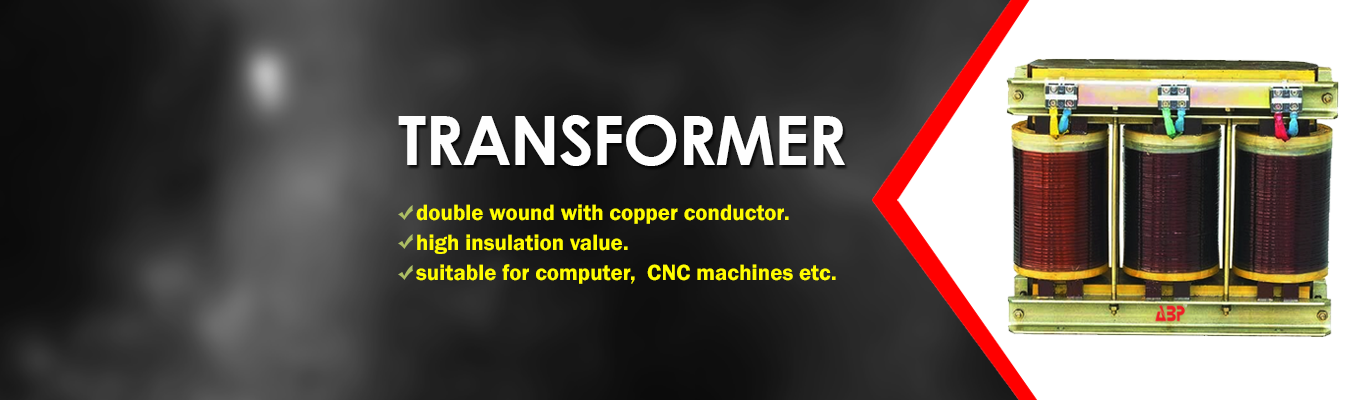 TRANSFORMER
double wound with copper conductor.
high insulation value.
suitable for computer,  CNC machines etc.
ABP